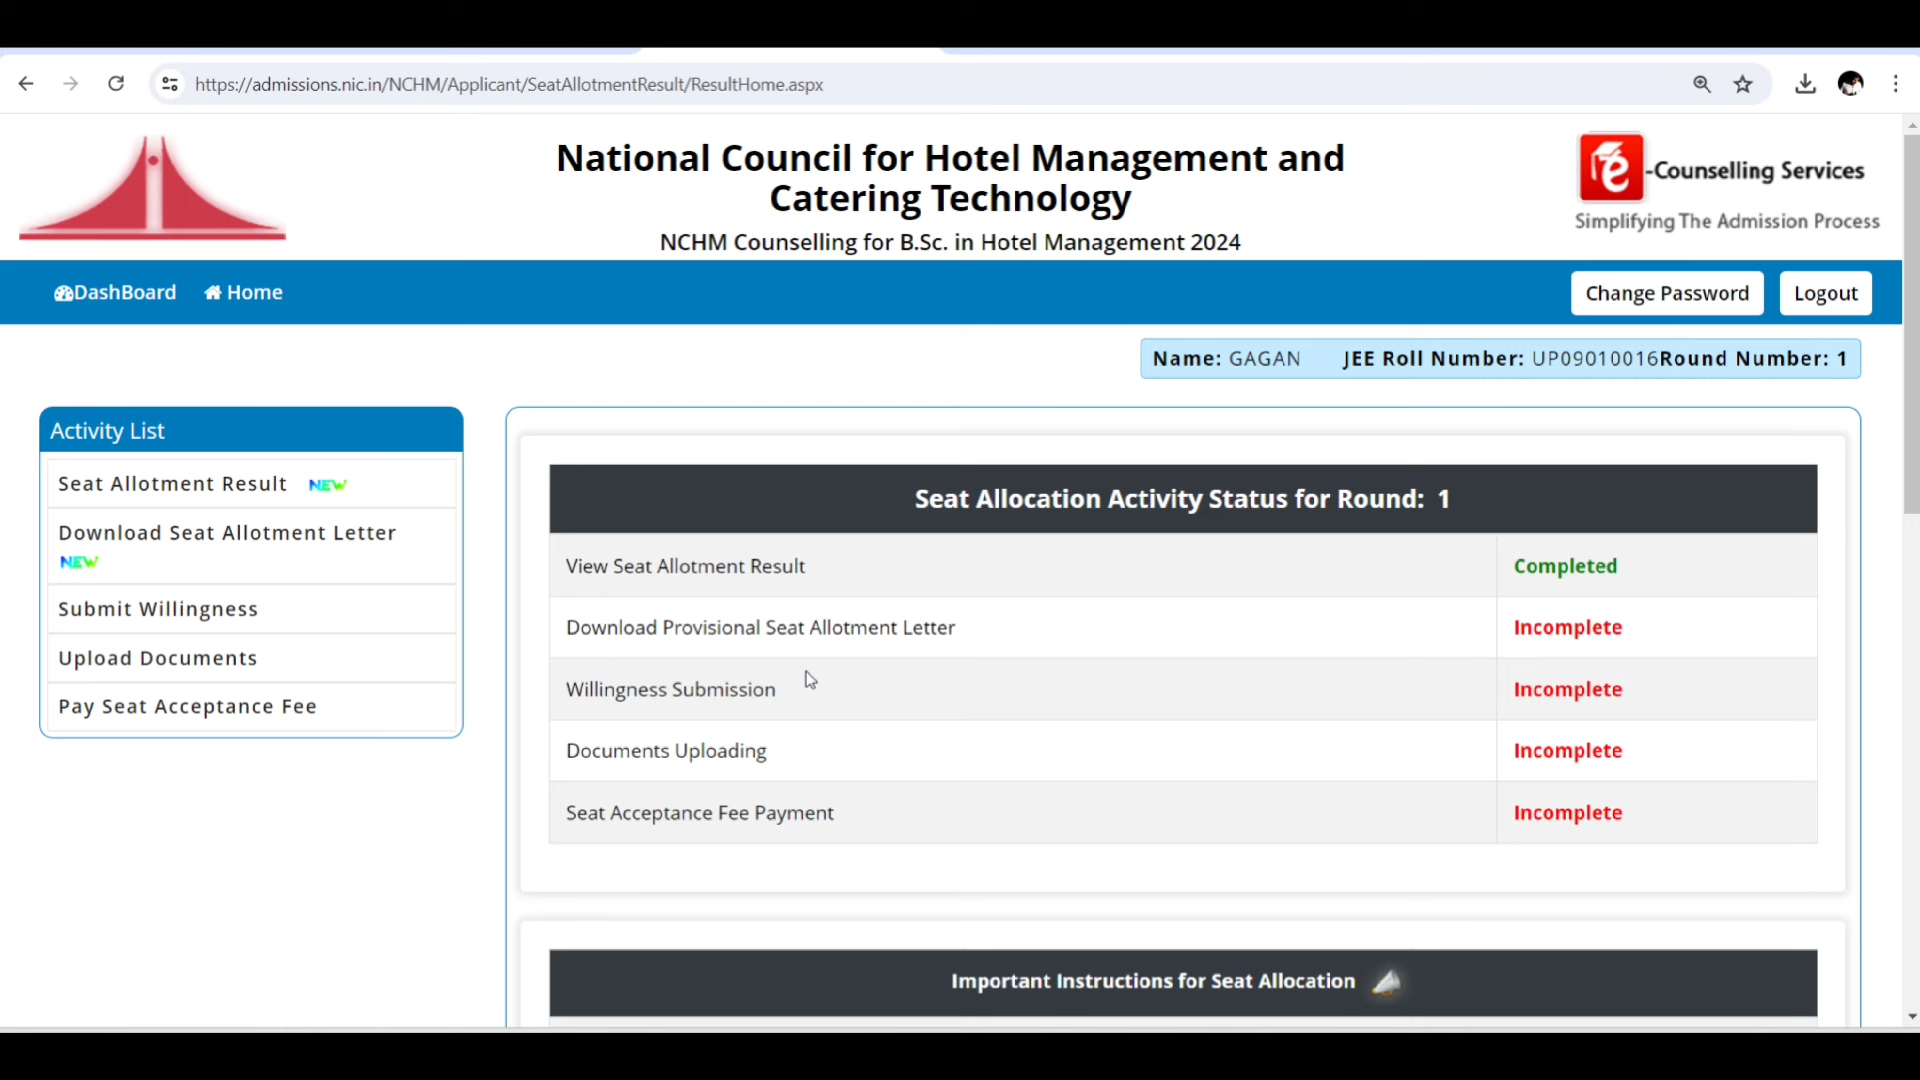 https://admissions.nic.in/NCHM/Applicant/SeatAllotmentResult/ResultHome.aspx
National Council for Hotel Management and
Catering Technology
NCHM Counselling for B.Sc. in Hotel Management 2024
e-Counselling Services
Simplifying The Admission Process
DashBoard Home
Change Password Logout
Name: GAGAN JEE Roll Number: UP09010016Round Number: 1
Activity List
Seat Allotment Result NEW
Download Seat Allotment Letter
NEW
Submit Willingness
Upload Documents
Pay Seat Acceptance Fee
Seat Allocation Activity Status for Round: 1
View Seat Allotment Result Completed
Download Provisional Seat Allotment Letter Incomplete
Willingness Submission Incomplete
Documents Uploading Incomplete
Seat Acceptance Fee Payment Incomplete
Important Instructions for Seat Allocation